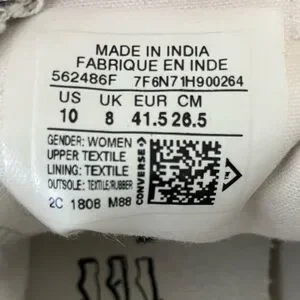 MADE IN INDIA
FABRIQUE EN INDE
562486F 7F6N71H900264
US UK EUR CM
10 8 41.5 26.5
GENDER: WOMEN
UPPER TEXTILE
LINING: TEXTILE
OUTSOLE: TEXTILE/RUBBER
CONVERSE
2C 1808 M88